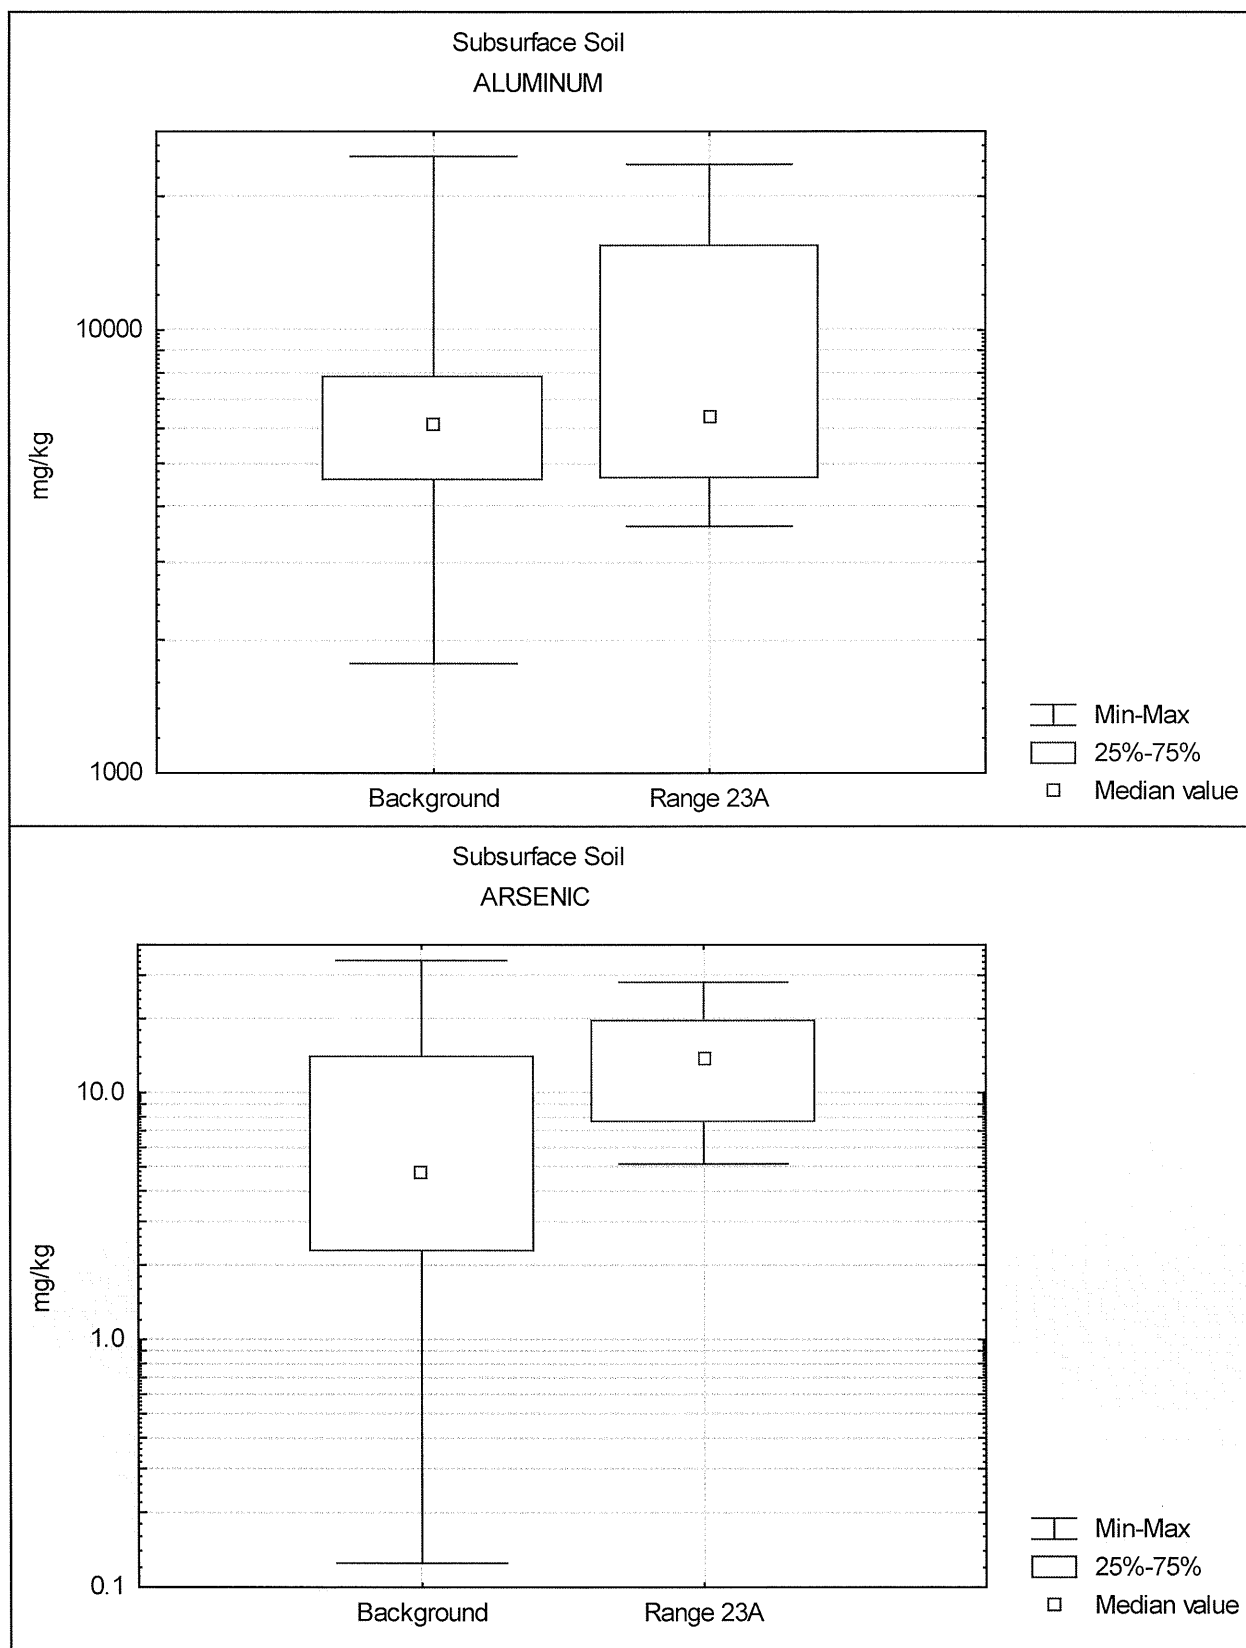 Subsurface Soil
ALUMINUM
10000
mg/kg
1000
Background Range 23A
Min-Max
25%-75%
Median value
Subsurface Soil
ARSENIC
10.0
mg/kg
1.0
0.1
Background Range 23A
Min-Max
25%-75%
Median value